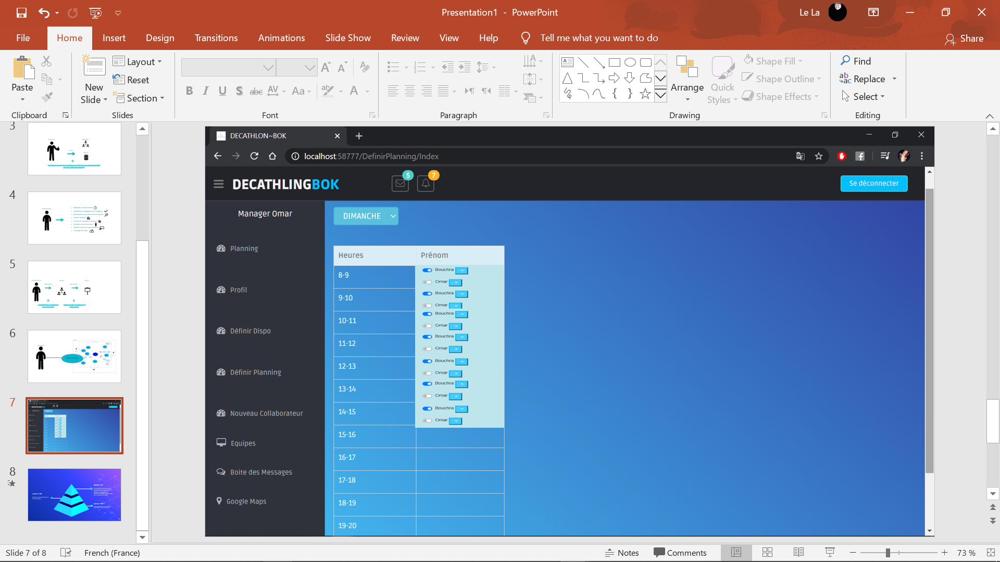 Presentation1 - PowerPoint
Le La
File Home Insert Design Transitions Animations Slide Show Review View Help Tell me what you want to do Share
Paste
New Slide
Layout
Reset
Section
Arrange
Quick Styles
Shape Fill
Shape Outline
Shape Effects
Find
Replace
Select
Clipboard Slides Font Paragraph Drawing Editing
3
4
5
6
7
8
DECATHLON~BOK
localhost:58777/DefinirPlanning/Index
DECATHLINGBOK
5
7
Se déconnecter
Manager Omar
Planning
Profil
Définir Dispo
Définir Planning
Nouveau Collaborateur
Equipes
Boite des Messages
Google Maps
DIMANCHE
Heures Prénom
8-9
Bouchra
Omar
9-10
Bouchra
Omar
10-11
Bouchra
Omar
11-12
Bouchra
Omar
12-13
Bouchra
Omar
13-14
Bouchra
Omar
14-15
Bouchra
Omar
15-16
16-17
17-18
18-19
19-20
Slide 7 of 8 French (France) Notes Comments 73 %